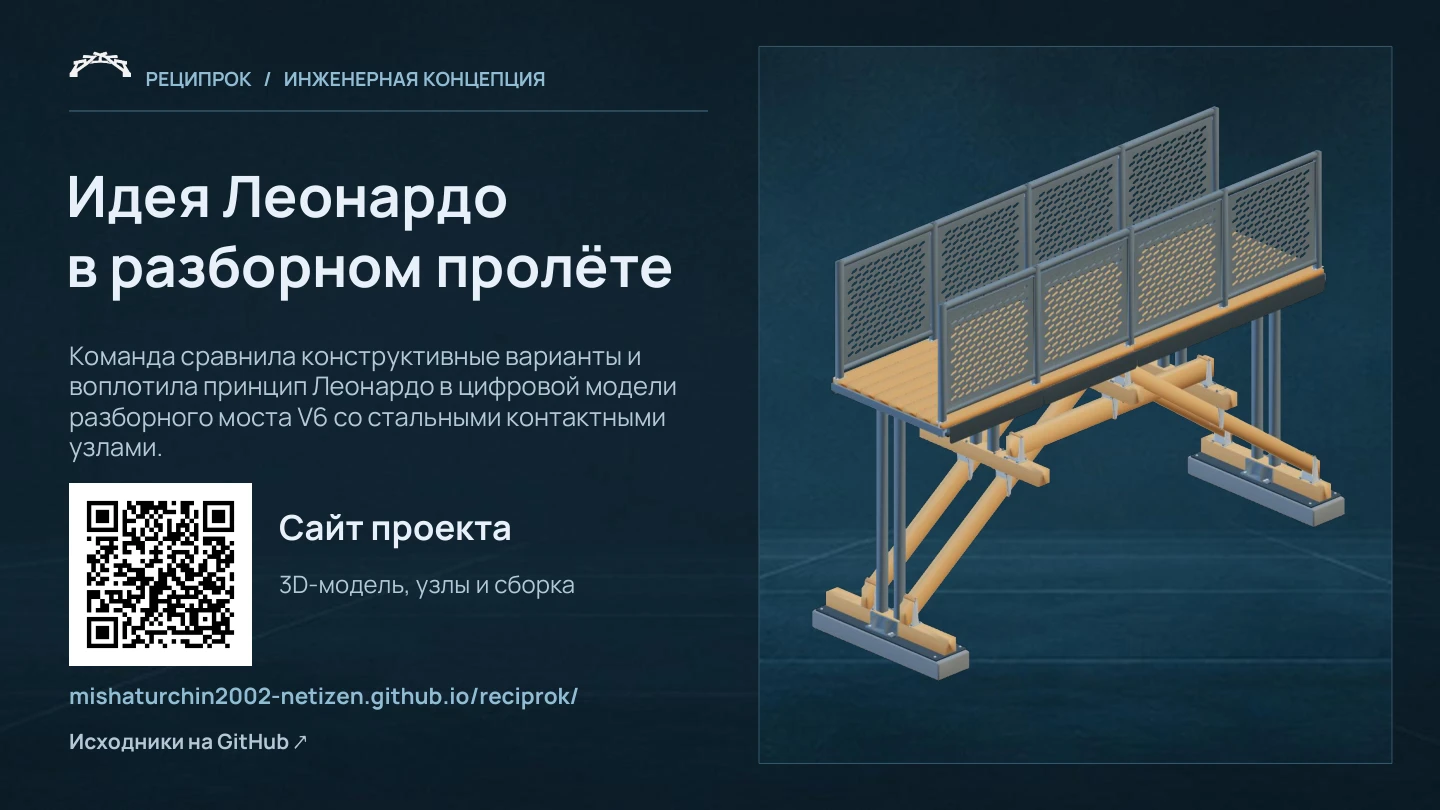 РЕЦИПРОК / ИНЖЕНЕРНАЯ КОНЦЕПЦИЯ
Идея Леонардо
в разборном пролёте
Команда сравнила конструктивные варианты и
воплотила принцип Леонардо в цифровой модели
разборного моста V6 со стальными контактными
узлами.
Сайт проекта
3D-модель, узлы и сборка
mishaturchin2002-netizen.github.io/reciprok/
Исходники на GitHub ↗